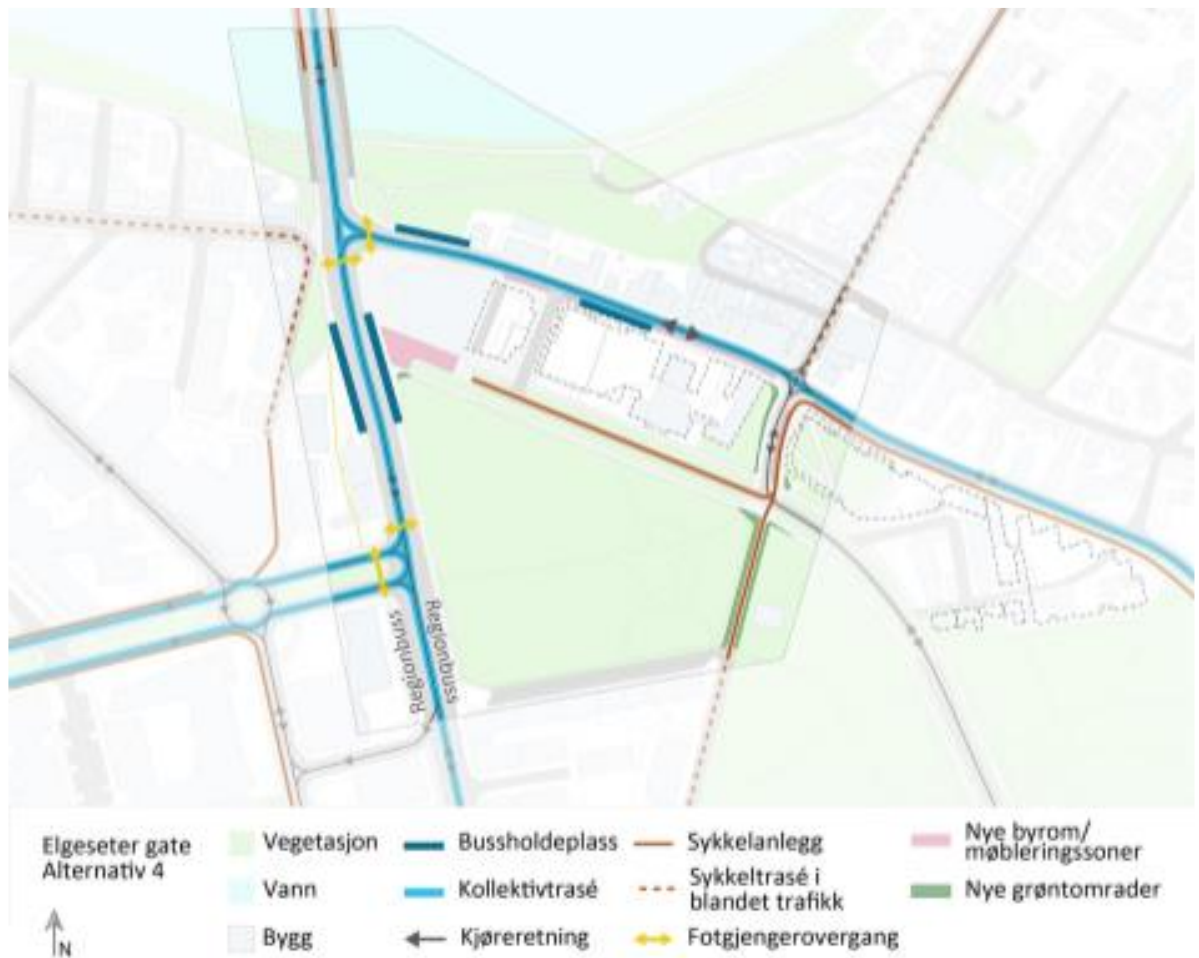 Regionbuss
Regionbuss
Elgeseter gate
Alternativ 4
N
Vegetasjon
Vann
Bygg
Bussholdeplass
Kollektivtrasé
Kjøreretning
Sykkelanlegg
Sykkeltrasé i
blandet trafikk
Fotgjengerovergang
Nye byrom/
møbleringssoner
Nye grøntområder